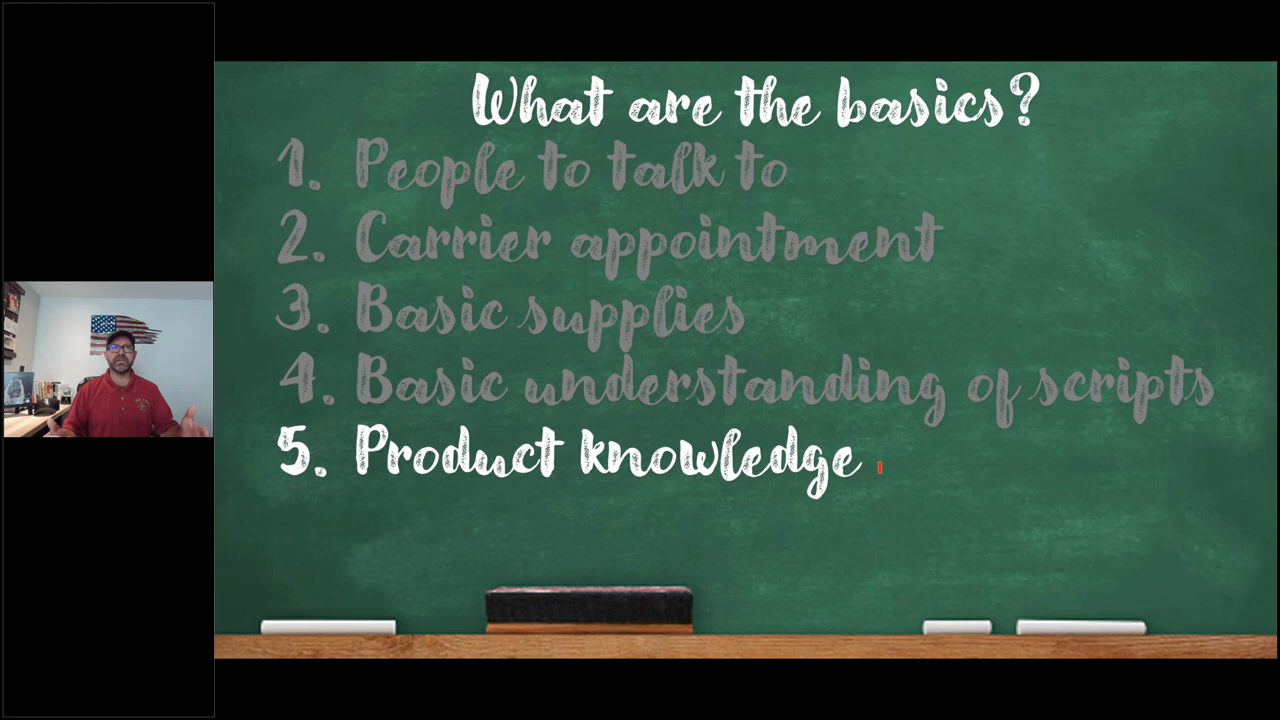 What are the basics?
1. People to talk to
2. Carrier appointment
3. Basic supplies
4. Basic understanding of scripts
5. Product knowledge